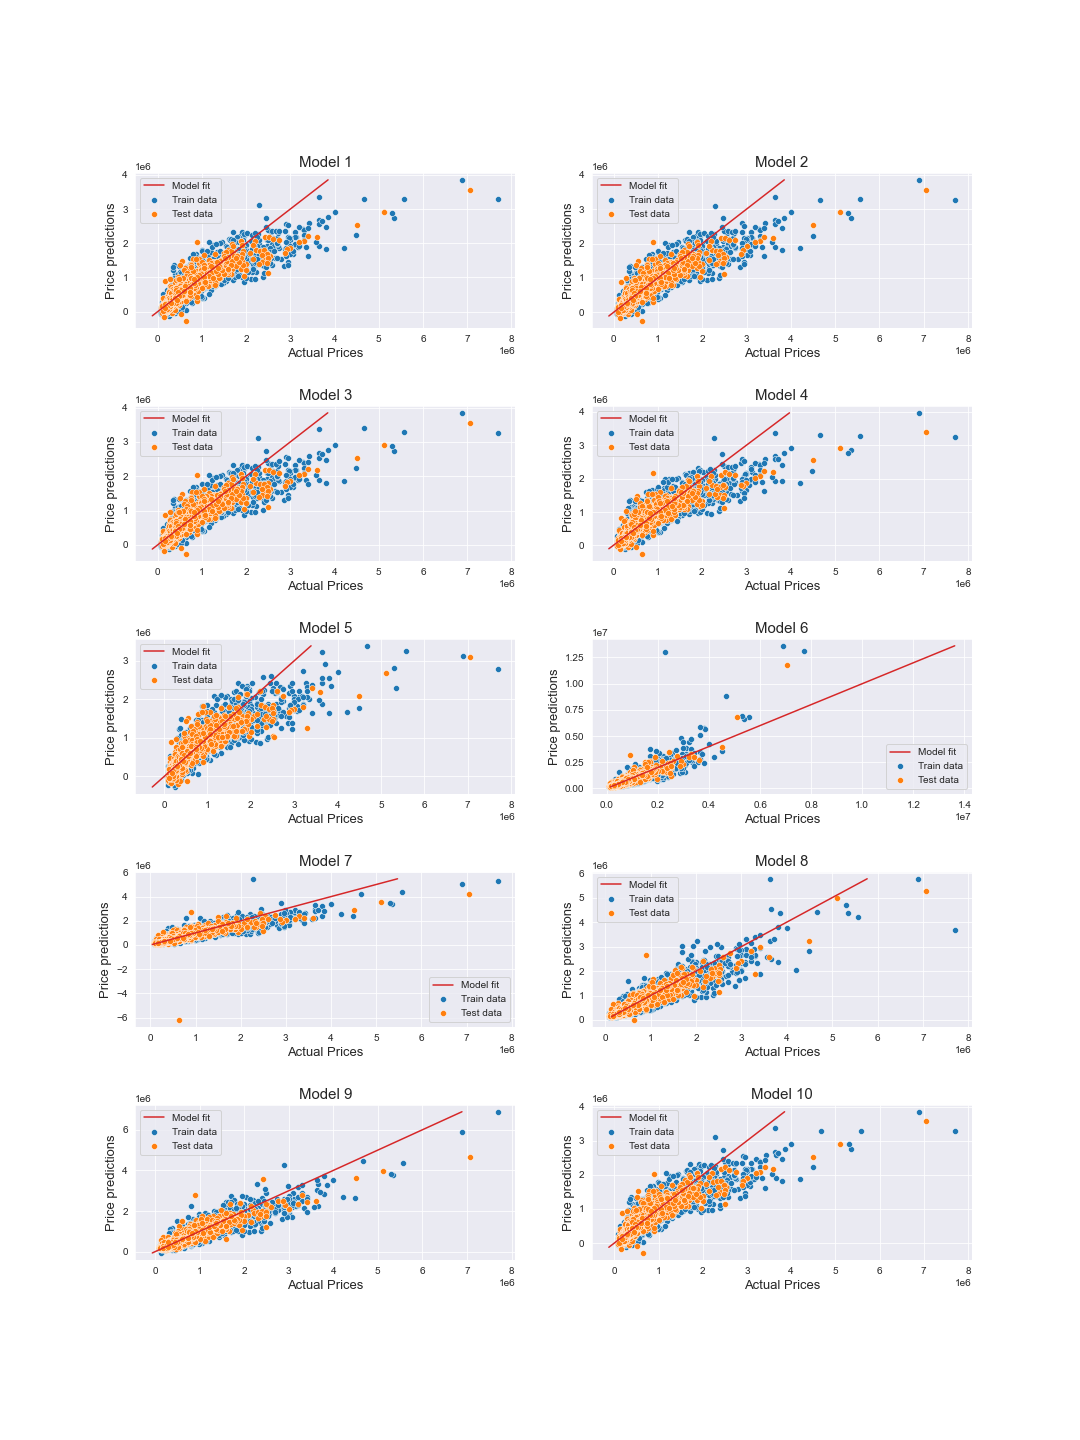 Model 1
1e6
Price predictions
4
3
2
1
0
Model fit
Train data
Test data
0 1 2 3 4 5 6 7 8
Actual Prices
1e6
Model 2
1e6
Price predictions
4
3
2
1
0
Model fit
Train data
Test data
0 1 2 3 4 5 6 7 8
Actual Prices
1e6
Model 3
1e6
Price predictions
4
3
2
1
0
Model fit
Train data
Test data
0 1 2 3 4 5 6 7 8
Actual Prices
1e6
Model 4
1e6
Price predictions
4
3
2
1
0
Model fit
Train data
Test data
0 1 2 3 4 5 6 7 8
Actual Prices
1e6
Model 5
1e6
Price predictions
3
2
1
0
Model fit
Train data
Test data
0 1 2 3 4 5 6 7 8
Actual Prices
1e6
Model 6
1e7
Price predictions
1.25
1.00
0.75
0.50
0.25
0.00
Model fit
Train data
Test data
0.0 0.2 0.4 0.6 0.8 1.0 1.2 1.4
Actual Prices
1e7
Model 7
1e6
Price predictions
6
4
2
0
−2
−4
−6
Model fit
Train data
Test data
0 1 2 3 4 5 6 7 8
Actual Prices
1e6
Model 8
1e6
Price predictions
6
5
4
3
2
1
0
Model fit
Train data
Test data
0 1 2 3 4 5 6 7 8
Actual Prices
1e6
Model 9
1e6
Price predictions
6
4
2
0
Model fit
Train data
Test data
0 1 2 3 4 5 6 7 8
Actual Prices
1e6
Model 10
1e6
Price predictions
4
3
2
1
0
Model fit
Train data
Test data
0 1 2 3 4 5 6 7 8
Actual Prices
1e6